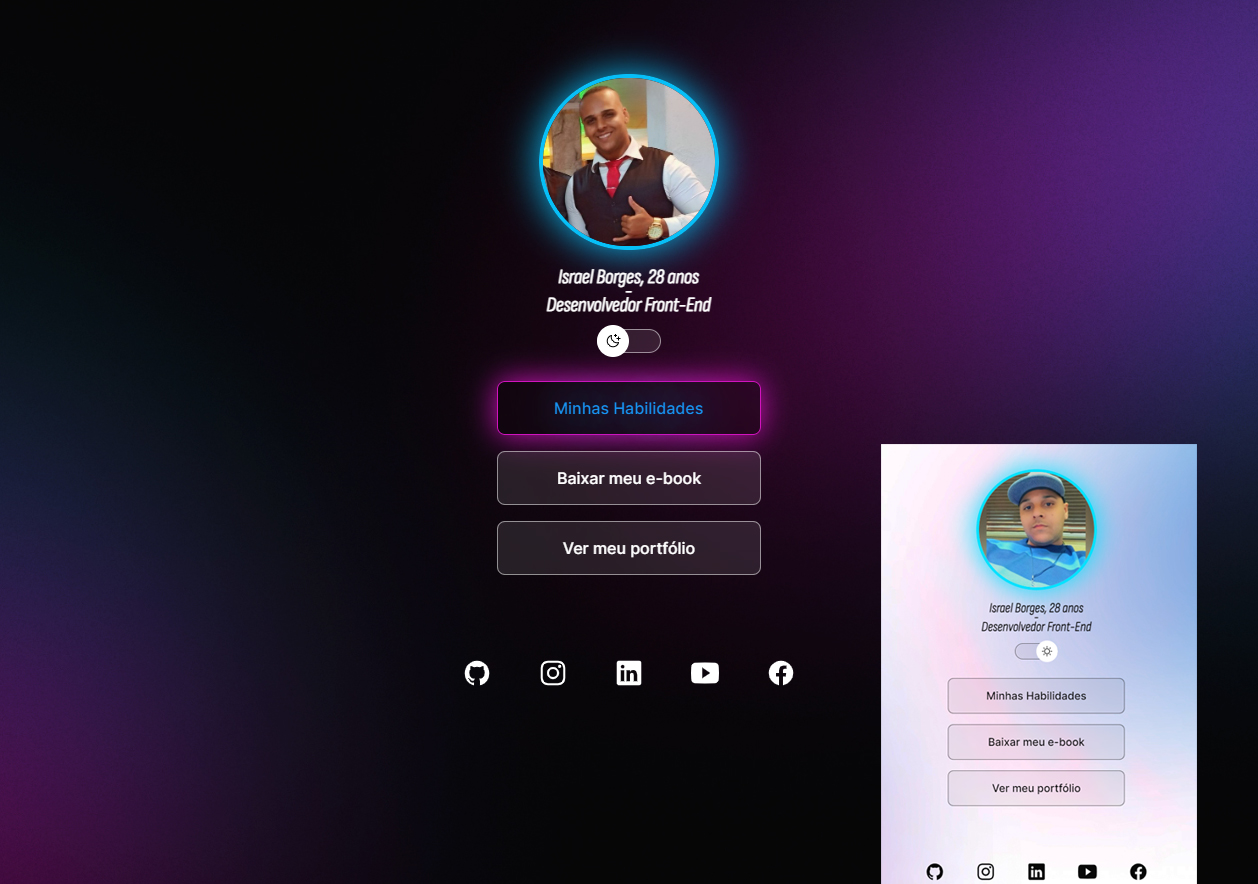 Israel Borges, 28 anos
-
Desenvolvedor Front-End
Minhas Habilidades
Baixar meu e-book
Ver meu portfólio
Israel Borges, 28 anos
-
Desenvolvedor Front-End
Minhas Habilidades
Baixar meu e-book
Ver meu portfólio